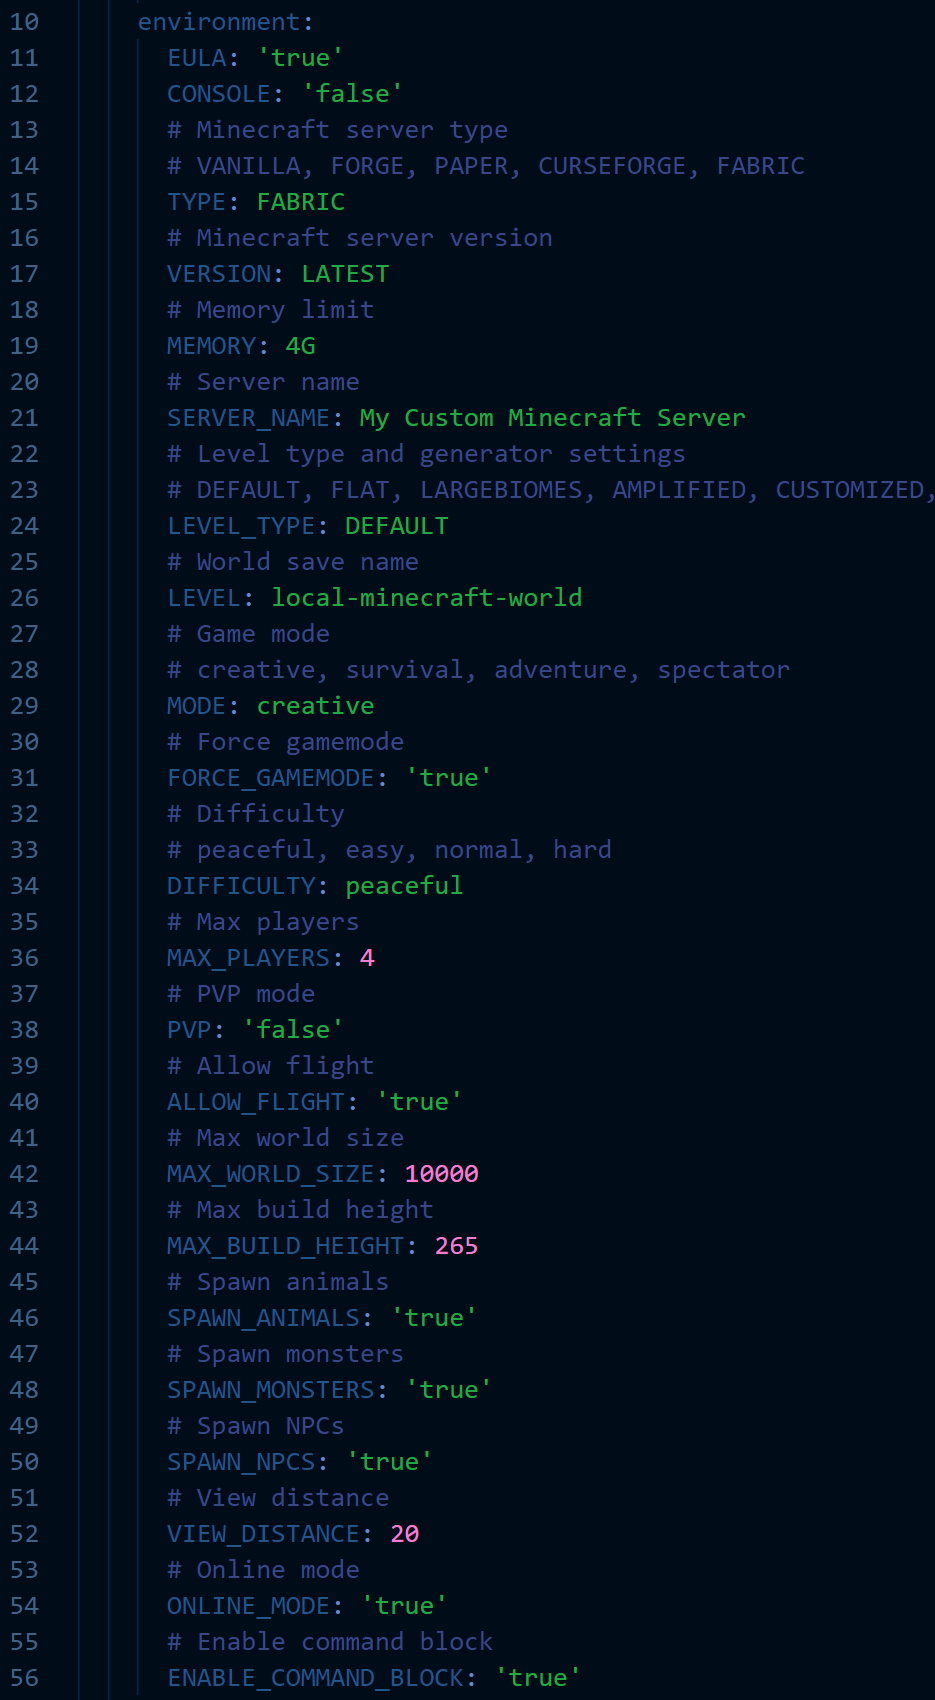 10 environment:
11 EULA: 'true'
12 CONSOLE: 'false'
13 # Minecraft server type
14 # VANILLA, FORGE, PAPER, CURSEFORGE, FABRIC
15 TYPE: FABRIC
16 # Minecraft server version
17 VERSION: LATEST
18 # Memory limit
19 MEMORY: 4G
20 # Server name
21 SERVER_NAME: My Custom Minecraft Server
22 # Level type and generator settings
23 # DEFAULT, FLAT, LARGEBIOMES, AMPLIFIED, CUSTOMIZED,
24 LEVEL_TYPE: DEFAULT
25 # World save name
26 LEVEL: local-minecraft-world
27 # Game mode
28 # creative, survival, adventure, spectator
29 MODE: creative
30 # Force gamemode
31 FORCE_GAMEMODE: 'true'
32 # Difficulty
33 # peaceful, easy, normal, hard
34 DIFFICULTY: peaceful
35 # Max players
36 MAX_PLAYERS: 4
37 # PVP mode
38 PVP: 'false'
39 # Allow flight
40 ALLOW_FLIGHT: 'true'
41 # Max world size
42 MAX_WORLD_SIZE: 10000
43 # Max build height
44 MAX_BUILD_HEIGHT: 265
45 # Spawn animals
46 SPAWN_ANIMALS: 'true'
47 # Spawn monsters
48 SPAWN_MONSTERS: 'true'
49 # Spawn NPCs
50 SPAWN_NPCS: 'true'
51 # View distance
52 VIEW_DISTANCE: 20
53 # Online mode
54 ONLINE_MODE: 'true'
55 # Enable command block
56 ENABLE_COMMAND_BLOCK: 'true'